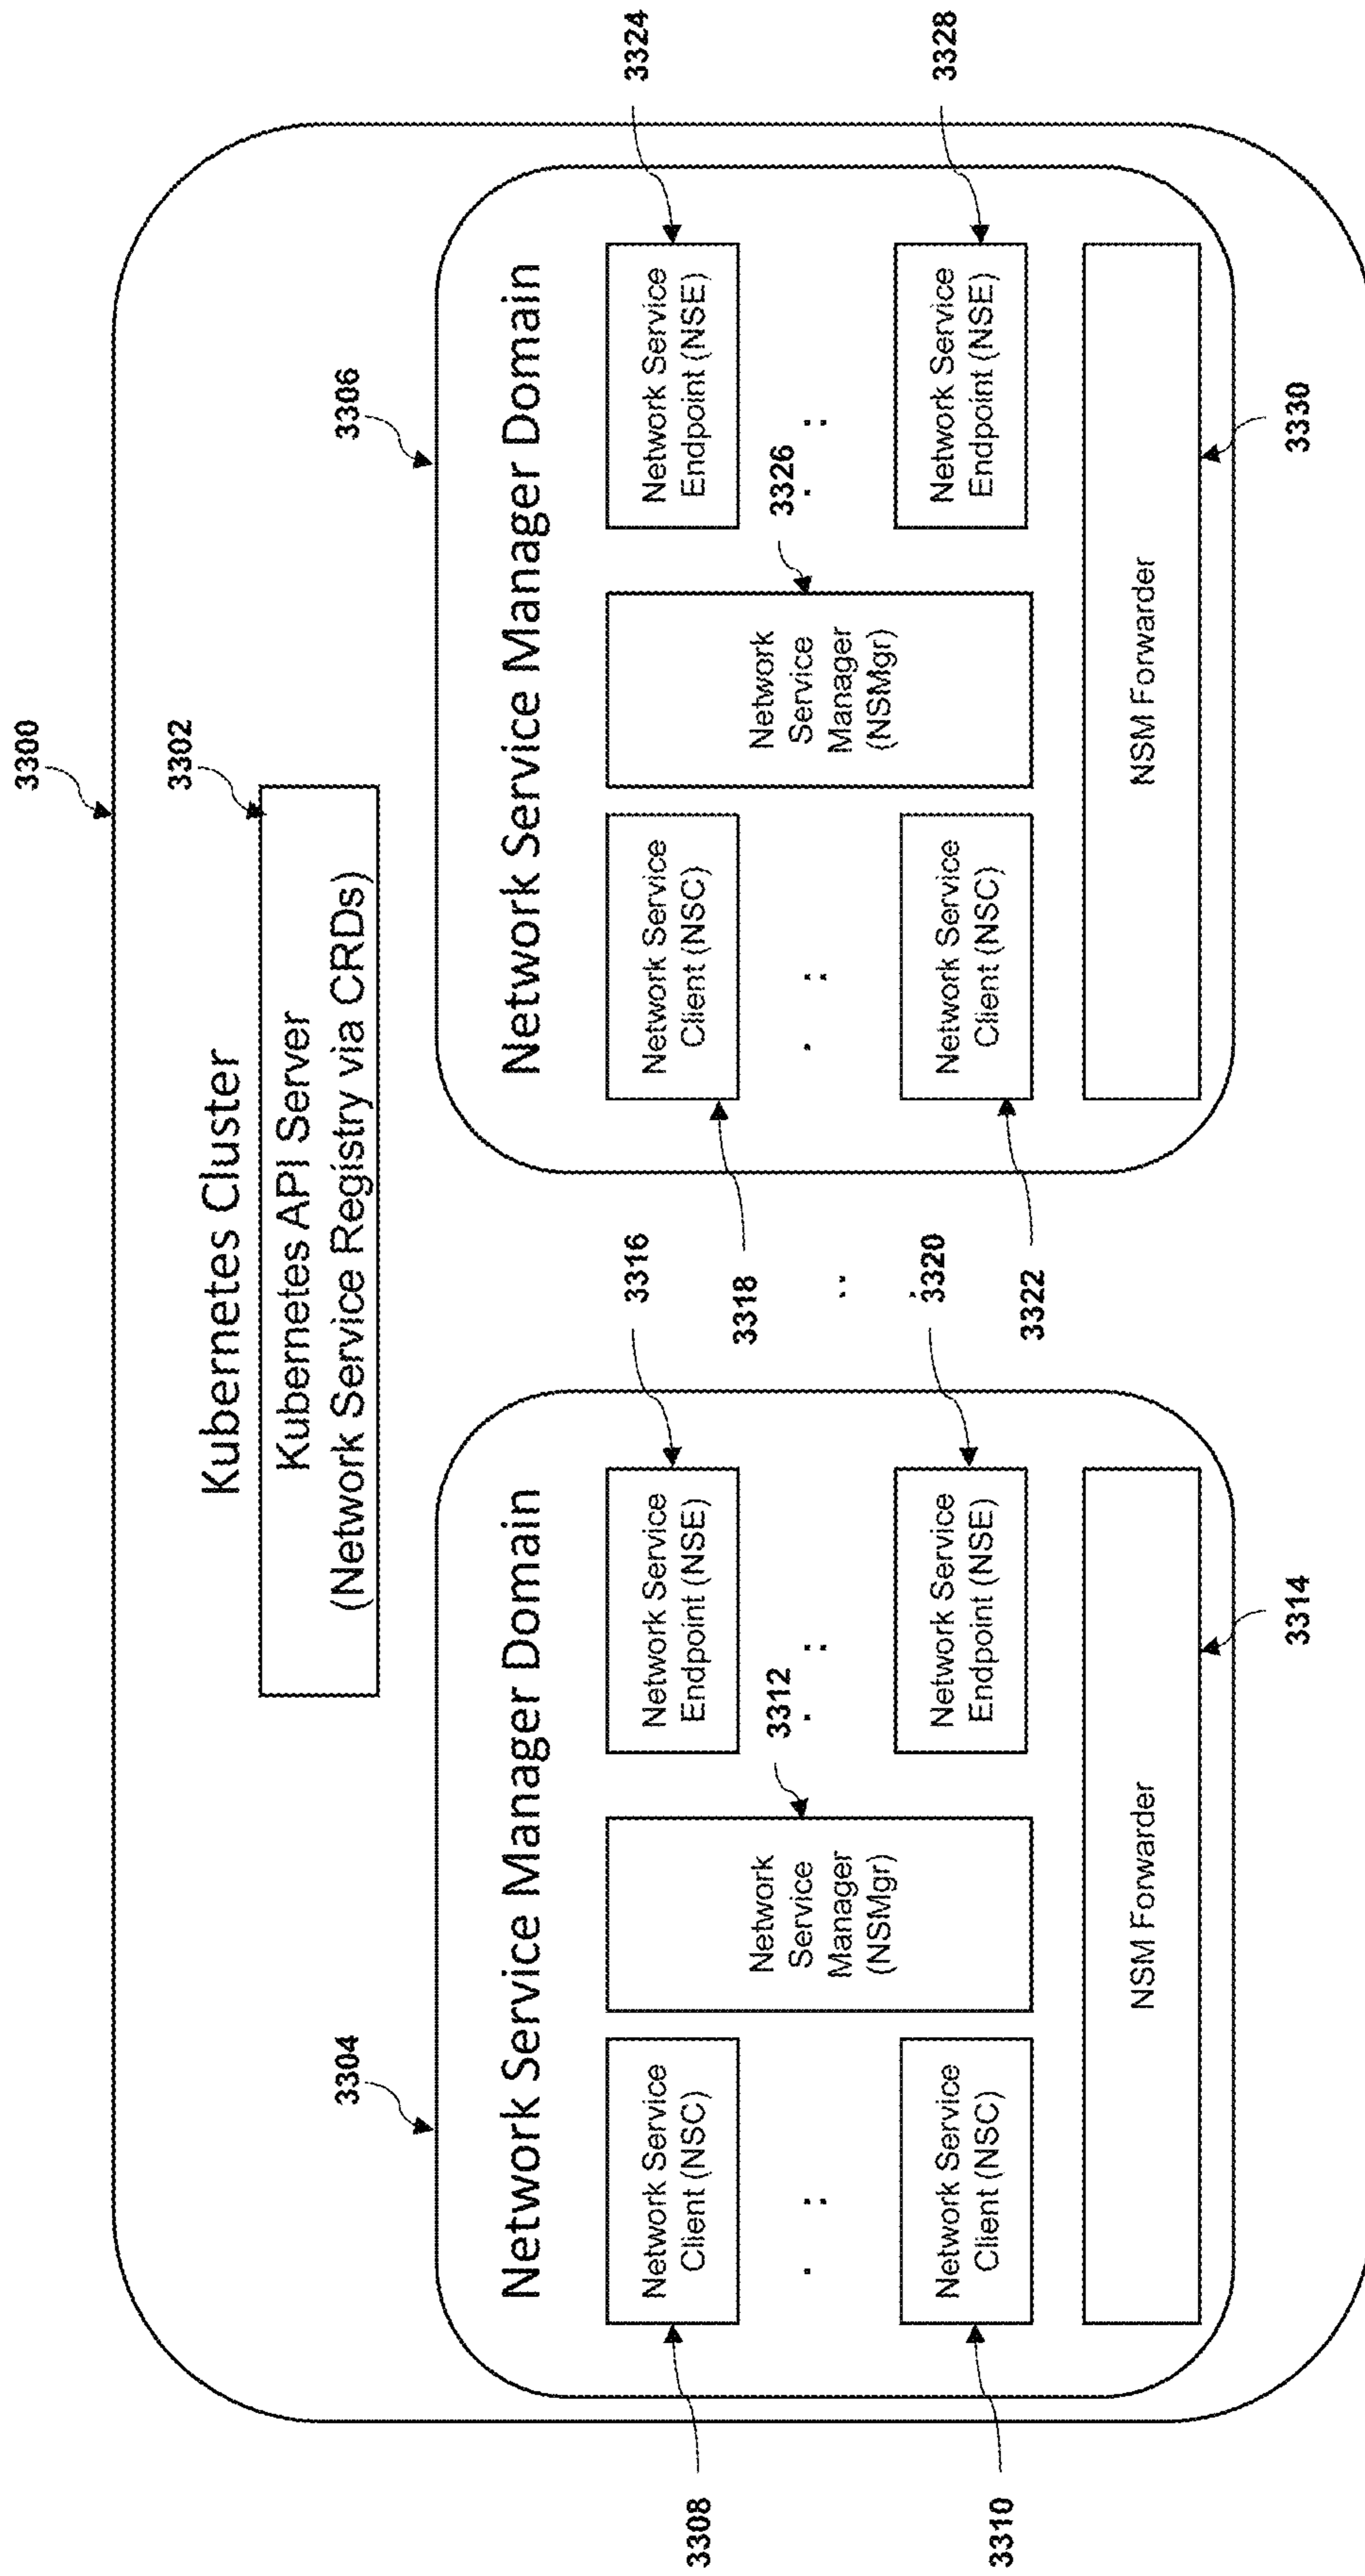 3300
Kubernetes Cluster
3302
Kubernetes API Server
(Network Service Registry via CRDs)
3304
Network Service Manager Domain
3308
Network Service
Client (NSC)
3310
Network Service
Client (NSC)
3312
Network
Service
Manager
(NSMgr)
3316
Network Service
Endpoint (NSE)
3320
Network Service
Endpoint (NSE)
NSM Forwarder
3314
3306
Network Service Manager Domain
3318
Network Service
Client (NSC)
3322
Network Service
Client (NSC)
3326
Network
Service
Manager
(NSMgr)
3324
Network Service
Endpoint (NSE)
3328
Network Service
Endpoint (NSE)
NSM Forwarder
3330